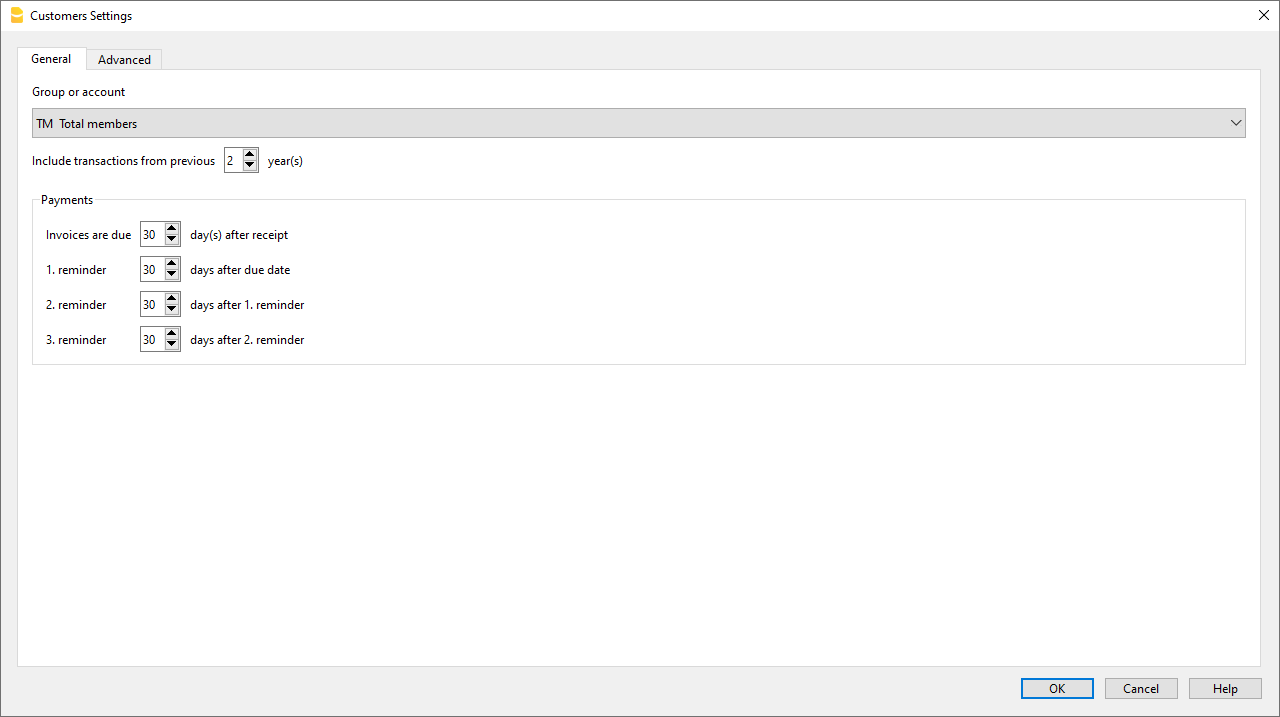 Customers Settings
General Advanced
Group or account
TM Total members
Include transactions from previous 2 year(s)
Payments
Invoices are due 30 day(s) after receipt
1. reminder 30 days after due date
2. reminder 30 days after 1. reminder
3. reminder 30 days after 2. reminder
OK Cancel Help